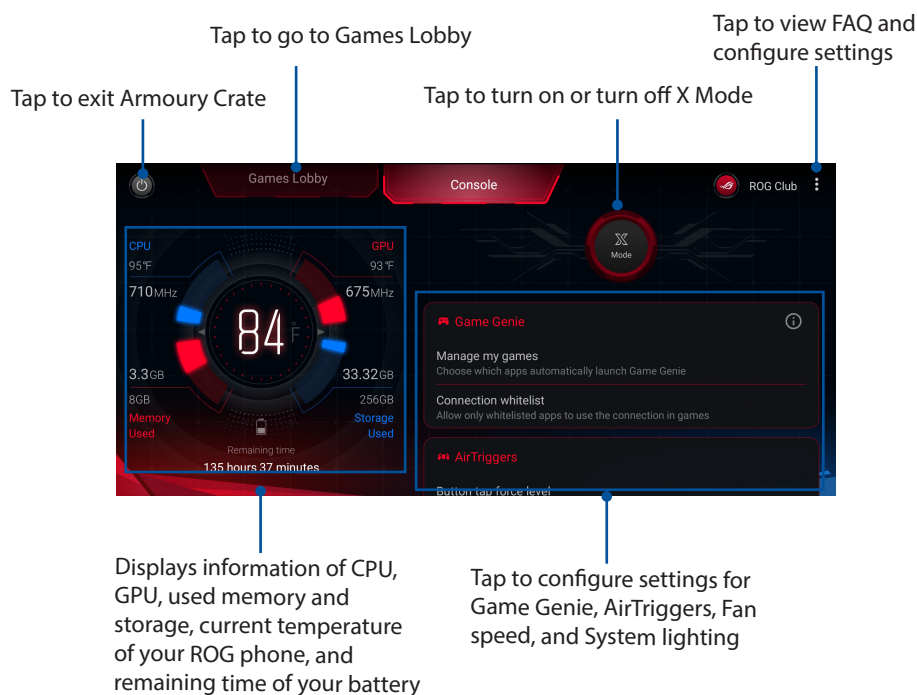 Tap to go to Games Lobby
Tap to view FAQ and
configure settings
Tap to exit Armoury Crate
Tap to turn on or turn off X Mode
Games Lobby
Console
ROG Club
CPU
95°F
710MHz
GPU
93°F
675MHz
84F
3.3GB
8GB
Memory
Used
33.32GB
256GB
Storage
Used
Remaining time
135 hours 37 minutes
X
Mode
Game Genie
Manage my games
Choose which apps automatically launch Game Genie
Connection whitelist
Allow only whitelisted apps to use the connection in games
AirTriggers
Button tap force level
Displays information of CPU,
GPU, used memory and
storage, current temperature
of your ROG phone, and
remaining time of your battery
Tap to configure settings for
Game Genie, AirTriggers, Fan
speed, and System lighting